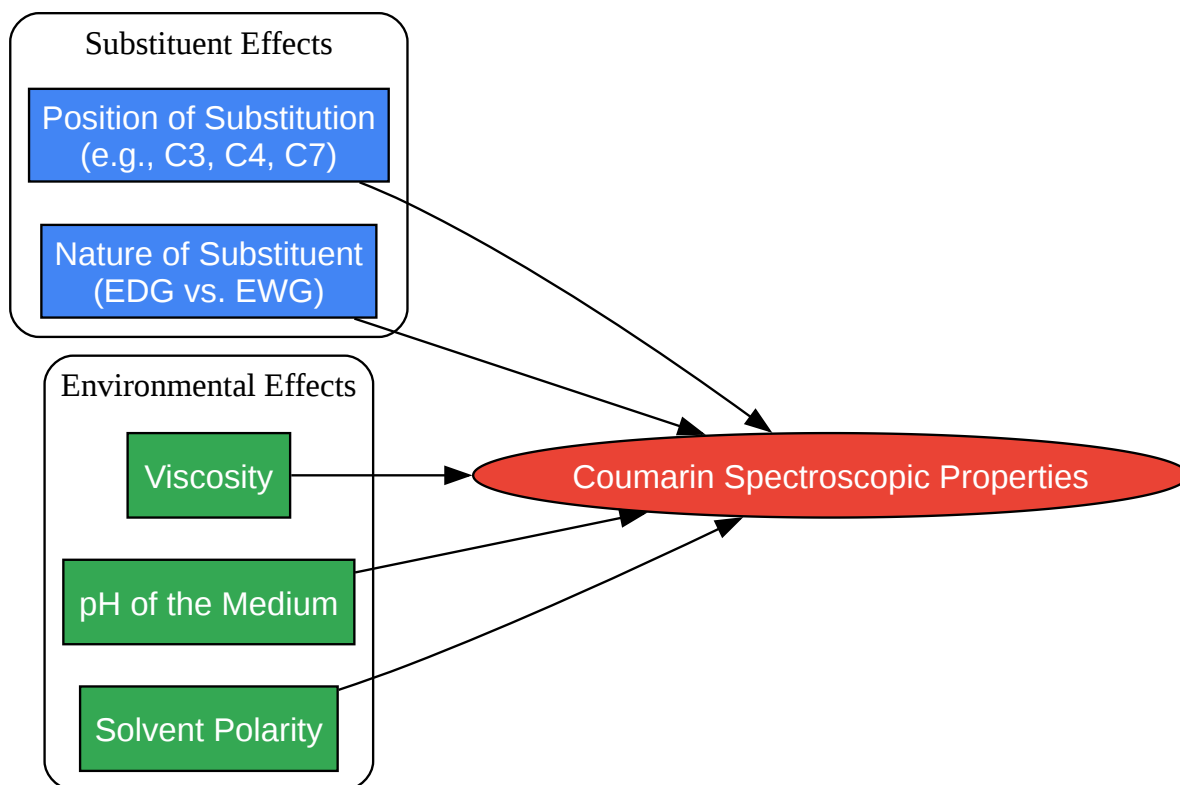 Substituent Effects
Position of Substitution
(e.g., C3, C4, C7)
Nature of Substituent
(EDG vs. EWG)
Environmental Effects
Viscosity
Coumarin Spectroscopic Properties
pH of the Medium
Solvent Polarity